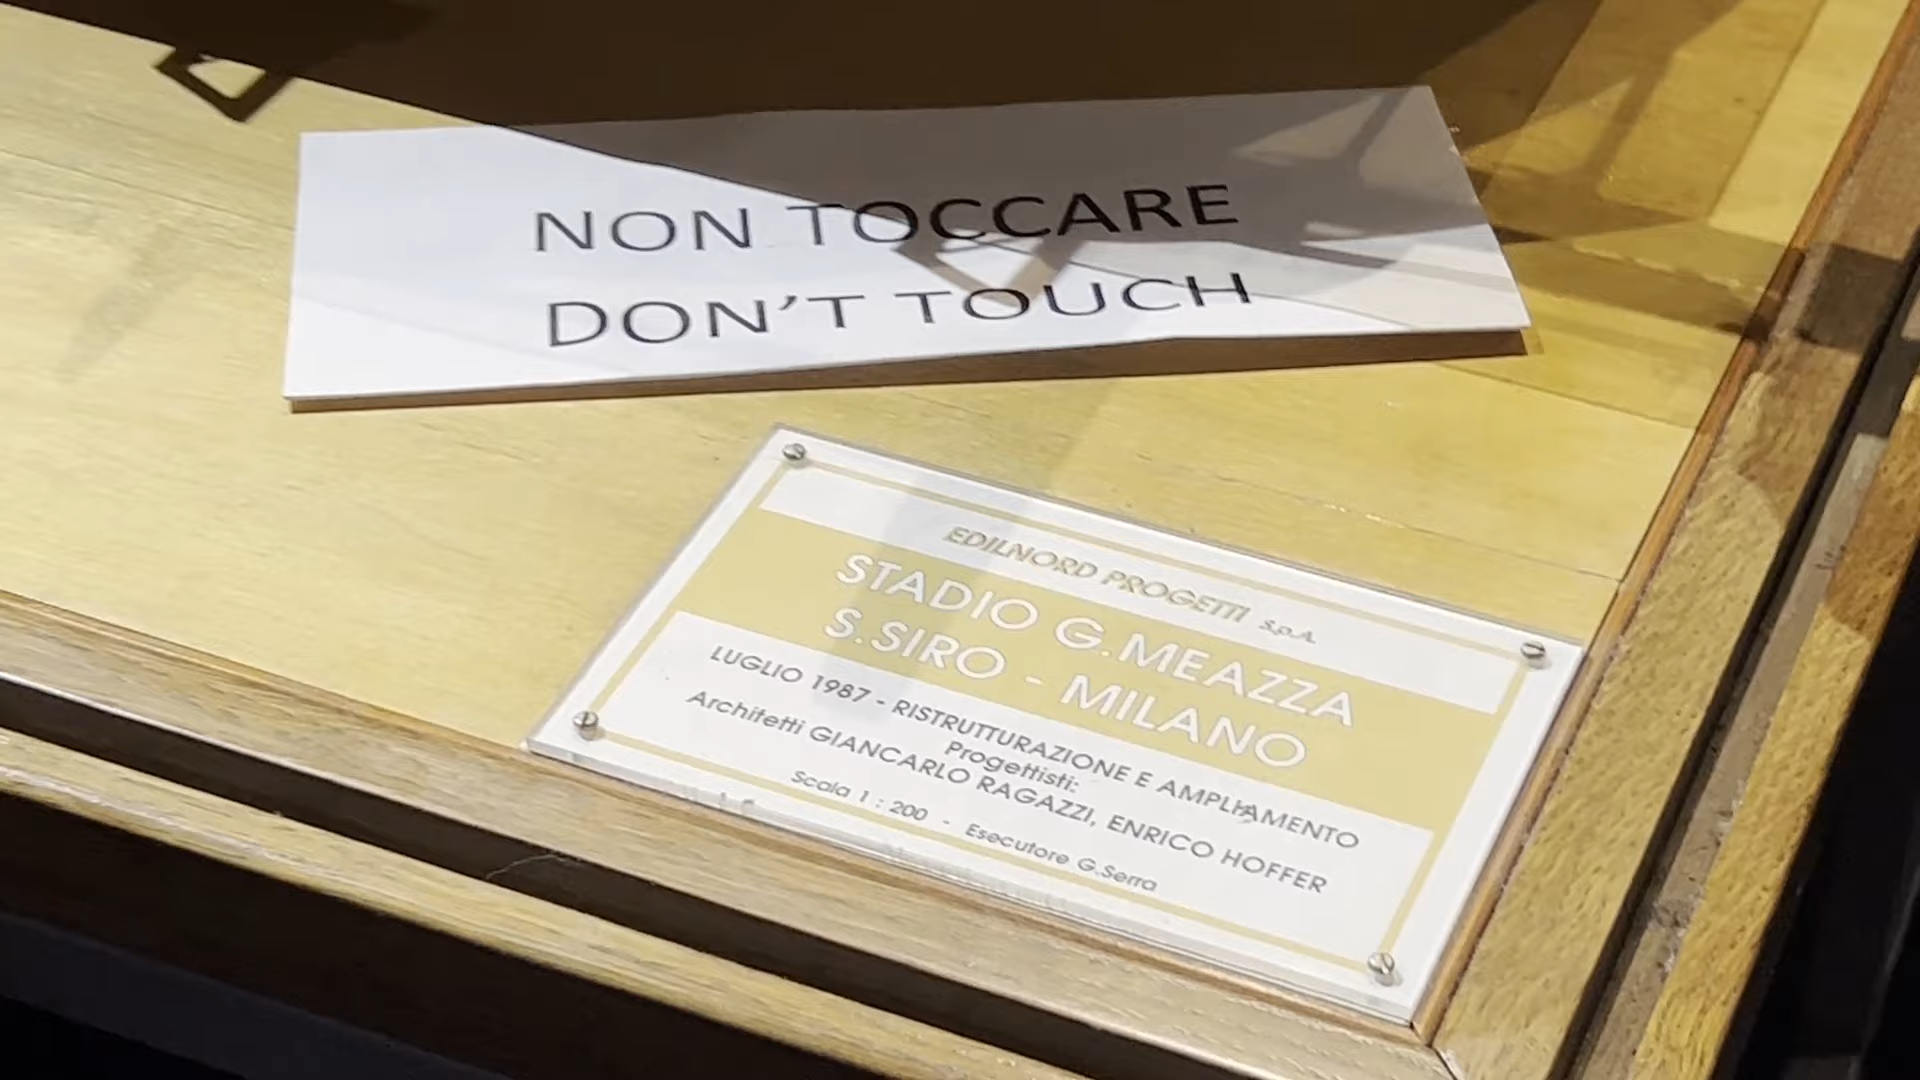 NON TOCCARE
DON'T TOUCH
EDILNORD PROGETTI S.p.A.
STADIO G.MEAZZA
S.SIRO - MILANO
LUGLIO 1987 - RISTRUTTURAZIONE E AMPLIAMENTO
Progettisti:
Architetti GIANCARLO RAGAZZI, ENRICO HOFFER
Scala 1 : 200 - Esecutore G.Serra